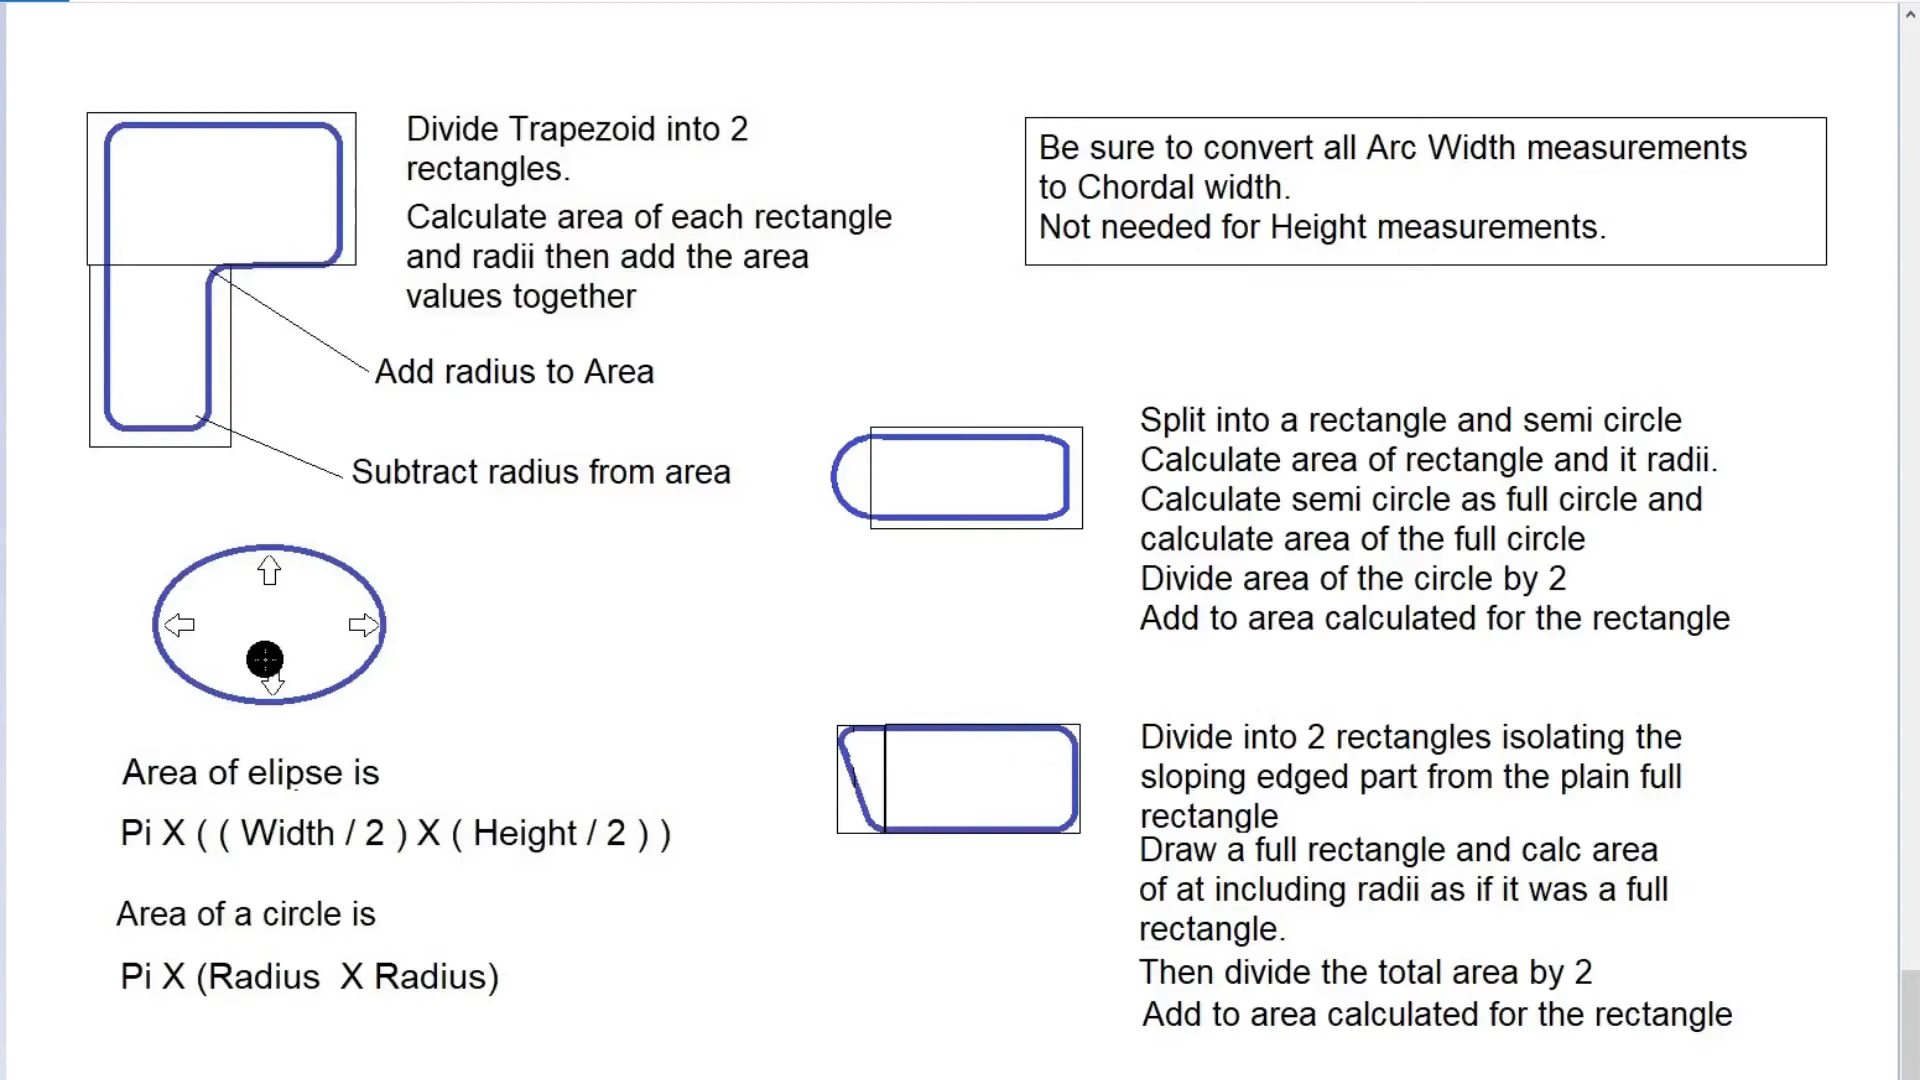 Divide Trapezoid into 2
rectangles.
Calculate area of each rectangle
and radii then add the area
values together
Add radius to Area
Subtract radius from area
Be sure to convert all Arc Width measurements
to Chordal width.
Not needed for Height measurements.
Split into a rectangle and semi circle
Calculate area of rectangle and it radii.
Calculate semi circle as full circle and
calculate area of the full circle
Divide area of the circle by 2
Add to area calculated for the rectangle
Area of elipse is
Pi X ( ( Width / 2 ) X ( Height / 2 ) )
Area of a circle is
Pi X (Radius X Radius)
Divide into 2 rectangles isolating the
sloping edged part from the plain full
rectangle
Draw a full rectangle and calc area
of at including radii as if it was a full
rectangle.
Then divide the total area by 2
Add to area calculated for the rectangle